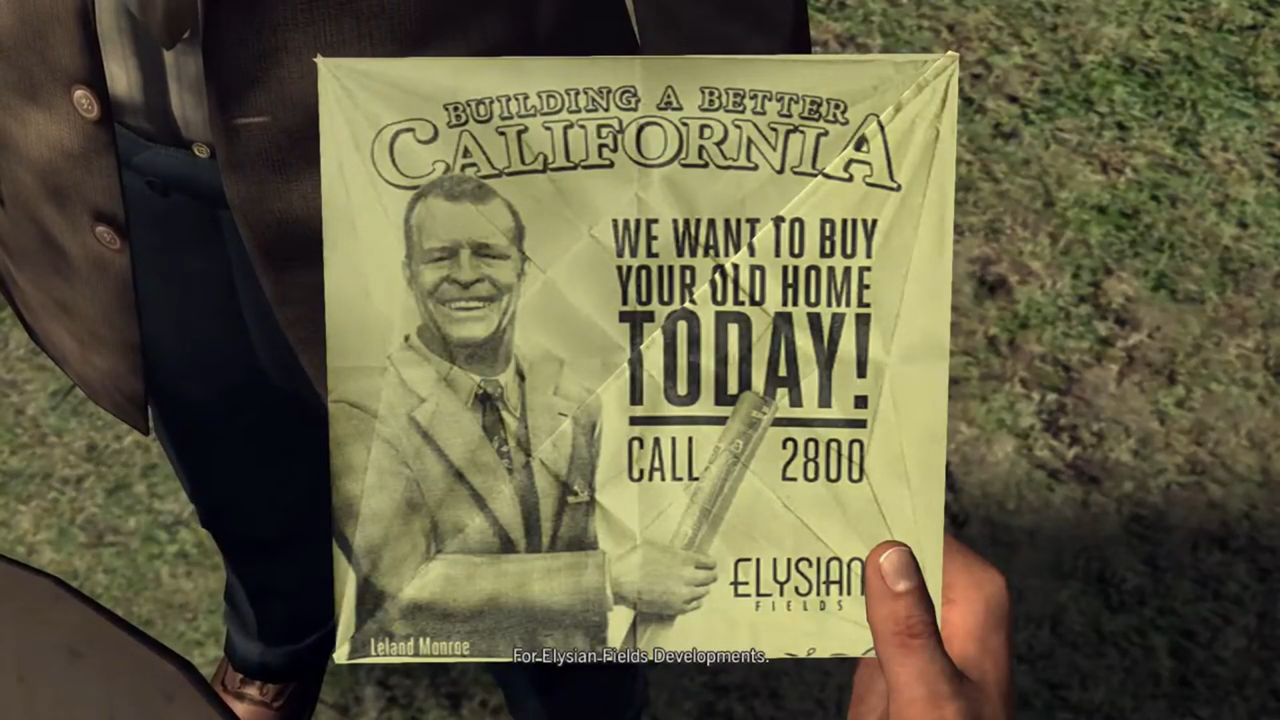 BUILDING A BETTER
CALIFORNIA
WE WANT TO BUY
YOUR OLD HOME
TODAY!
CALL 2800
ELYSIAN
FIELDS
Leland Monroe
For Elysian Fields Developments.